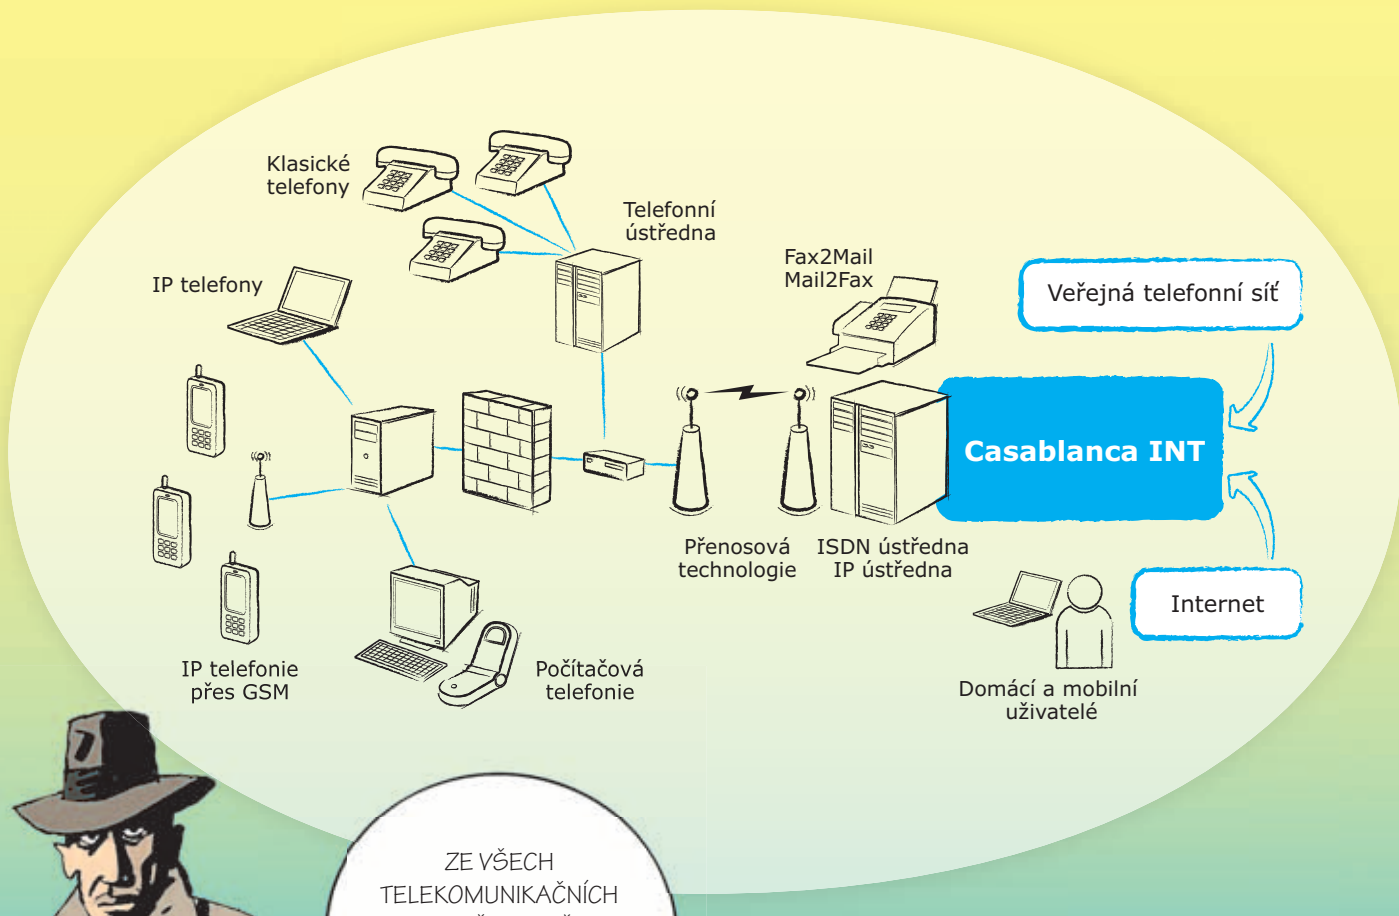 Klasické
telefony
Telefonní
ústředna
Fax2Mail
Mail2Fax
Veřejná telefonní síť
IP telefony
Casablanca INT
Přenosová
technologie
ISDN ústředna
IP ústředna
Internet
IP telefonie
přes GSM
Počítačová
telefonie
Domácí a mobilní
uživatelé
ZE VŠECH
TELEKOMUNIKAČNÍCH